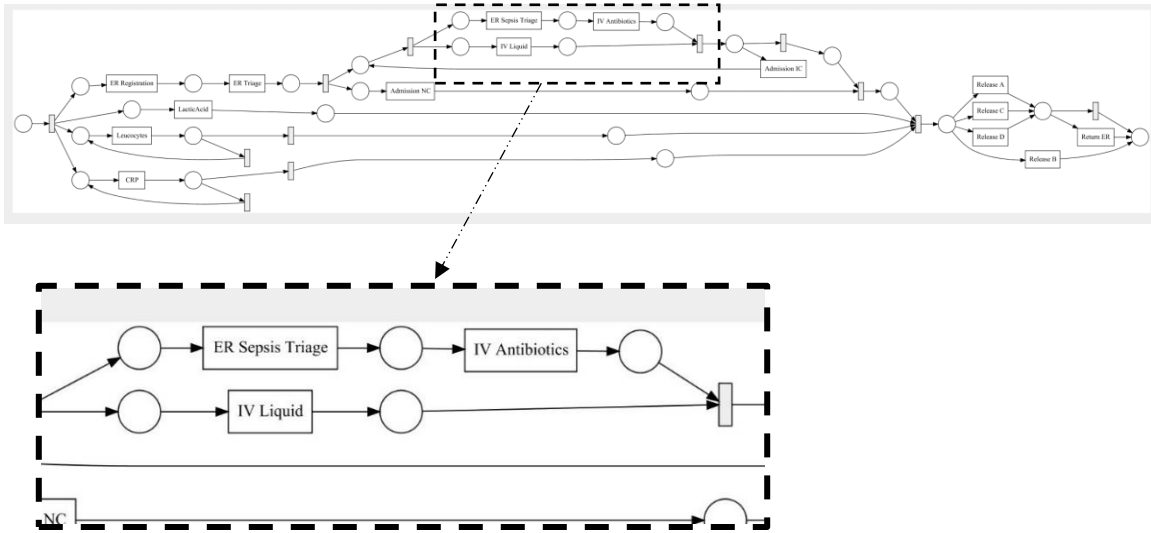 ER Sepsis Triage
IV Antibiotics
IV Liquid
Admission IC
ER Registration
ER Triage
Admission NC
LacticAcid
Leucocytes
CRP
Release A
Release C
Release D
Return ER
Release B
ER Sepsis Triage
IV Antibiotics
IV Liquid
NC